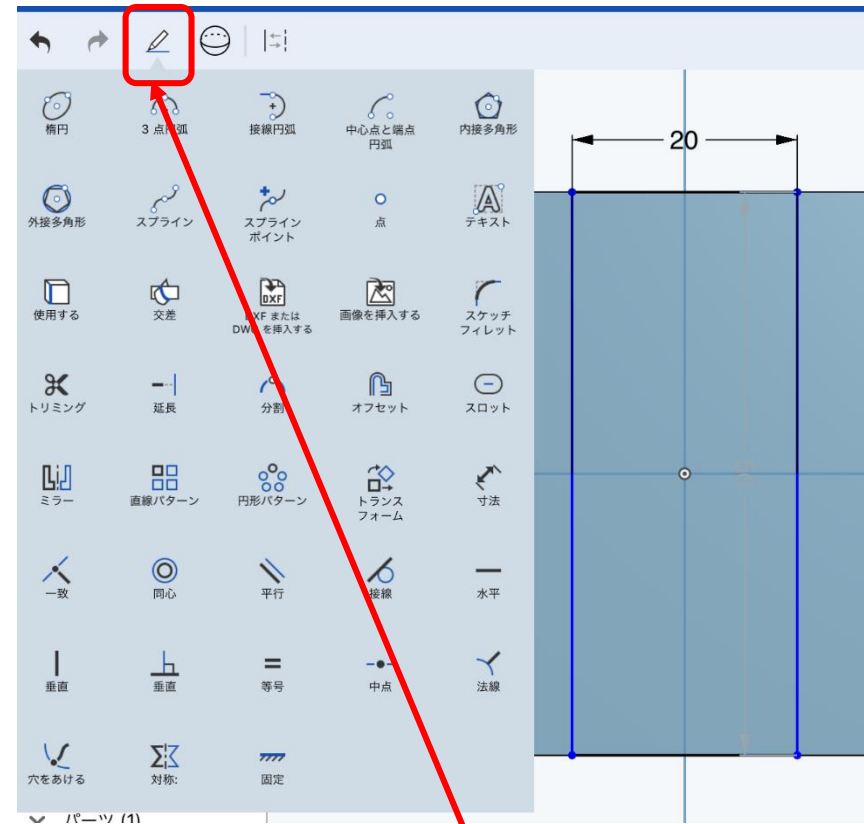 20
楕円
3 点円弧
接線円弧
中心点と端点
円弧
内接多角形
外接多角形
スプライン
スプライン
ポイント
点
テキスト
使用する
交差
DXF
DXF または
DWG を挿入する
画像を挿入する
スケッチ
フィレット
トリミング
延長
分割
オフセット
スロット
ミラー
直線パターン
円形パターン
トランス
フォーム
寸法
一致
同心
平行
接線
水平
垂直
垂直
等号
中点
法線
穴をあける
対称:
固定
パーツ (1)